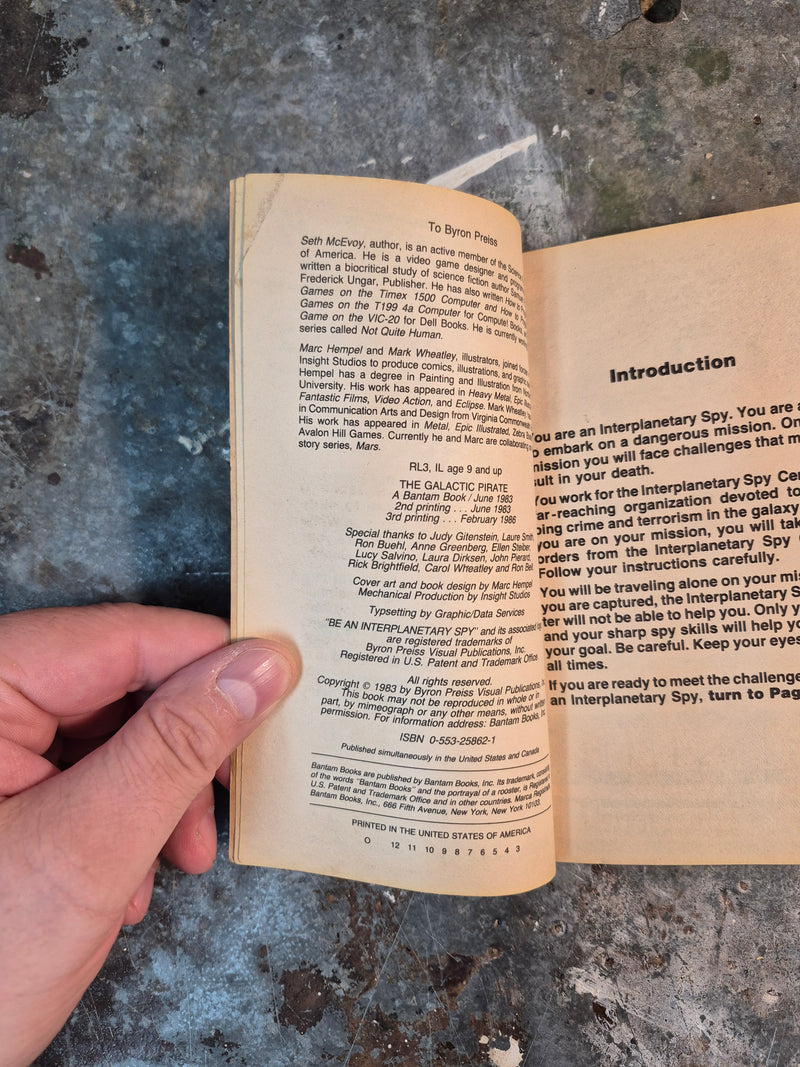 To Byron Preiss
Seth McEvoy, author, is an active member of the Science
of America. He is a video game designer and
written a biocritical study of science fiction author
Frederick Ungar, Publisher. He has also written How to
Games on the Timex 1500 Computer and How to
Games on the T199 4a Computer for Compute! Books,
Game on the VIC-20 for Dell Books. He is currently
series called Not Quite Human.
Marc Hempel and Mark Wheatley, illustrators, joined
Insight Studios to produce comics, illustrations, and
Hempel has a degree in Painting and Illustration from
University. His work has appeared in Heavy Metal, Epic
Fantastic Films, Video Action, and Eclipse. Mark Wheatley
in Communication Arts and Design from Virginia
His work has appeared in Metal, Epic Illustrated, Zebra
Avalon Hill Games. Currently he and Marc are collaborating
story series, Mars.
RL3, IL age 9 and up
THE GALACTIC PIRATE
A Bantam Book / June 1983
2nd printing . . . June 1983
3rd printing . . . February 1986
Special thanks to Judy Gitenstein, Laure Smith,
Ron Buehl, Anne Greenberg, Ellen Steiber,
Lucy Salvino, Laura Dirksen, John Pierard,
Rick Brightfield, Carol Wheatley and Ron Bell
Cover art and book design by Marc Hempel
Mechanical Production by Insight Studios
Typsetting by Graphic/Data Services
"BE AN INTERPLANETARY SPY" and its associated
are registered trademarks of
Byron Preiss Visual Publications, Inc.
Registered in U.S. Patent and Trademark Office
All rights reserved.
Copyright © 1983 by Byron Preiss Visual Publications,
This book may not be reproduced in whole or in
part, by mimeograph or any other means, without
permission. For information address: Bantam Books,
ISBN 0-553-25862-1
Published simultaneously in the United States and Canada
Bantam Books are published by Bantam Books, Inc. Its trademark,
of the words "Bantam Books" and the portrayal of a rooster, is
U.S. Patent and Trademark Office and in other countries. Marca
Bantam Books, Inc., 666 Fifth Avenue, New York, New York 10103.
PRINTED IN THE UNITED STATES OF AMERICA
O 12 11 10 9 8 7 6 5 4 3
Introduction
You are an Interplanetary Spy. You are
embark on a dangerous mission.
mission you will face challenges that
in your death.
You work for the Interplanetary Spy
far-reaching organization devoted to
crime and terrorism in the galaxy
you are on your mission, you will
orders from the Interplanetary Spy
Follow your instructions carefully.
You will be traveling alone on your
you are captured, the Interplanetary
ter will not be able to help you. Only
and your sharp spy skills will help
your goal. Be careful. Keep your eyes
all times.
If you are ready to meet the challenge
an Interplanetary Spy, turn to